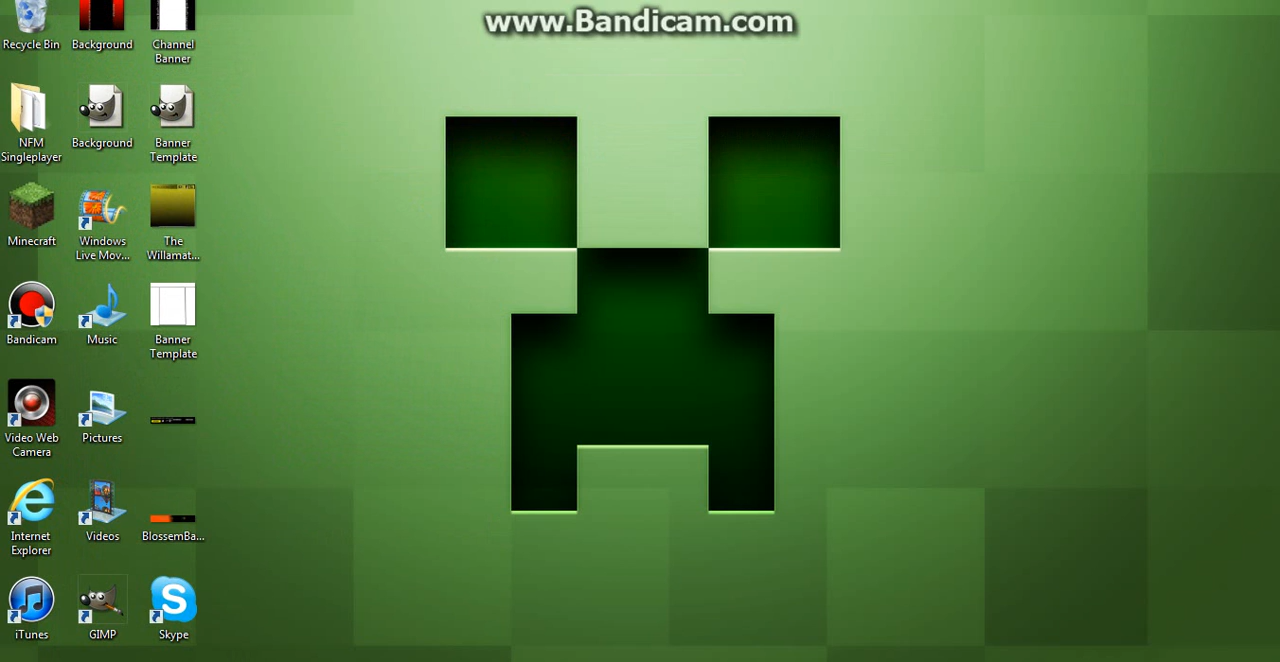 www.Bandicam.com
Recycle Bin
Background
Channel
Banner
NFM
Singleplayer
Background
Banner
Template
Minecraft
Windows
Live Mov...
The
Willamat...
Bandicam
Music
Banner
Template
Video Web
Camera
Pictures
Internet
Explorer
Videos
BlossemBa...
iTunes
GIMP
Skype